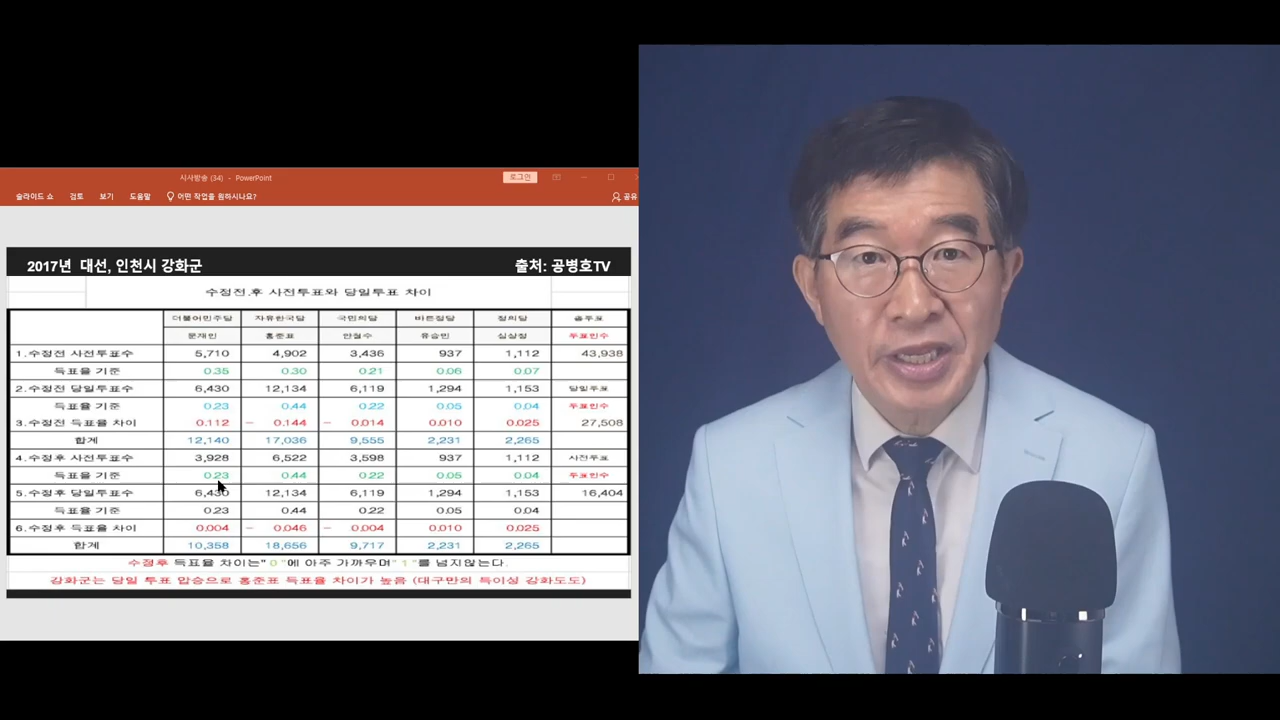 시사방송 (34) - PowerPoint
로그인
슬라이드 쇼 검토 보기 도움말 어떤 작업을 원하시나요? 공유
2017년 대선, 인천시 강화군 출처: 공병호TV
수정전.후 사전투표와 당일투표 차이
더불어민주당 자유한국당 국민의당 바른정당 정의당 총투표
문재인 홍준표 안철수 유승민 심상정 투표인수
1.수정전 사전투표수 5,710 4,902 3,436 937 1,112 43,938
득표율 기준 0.35 0.30 0.21 0.06 0.07
2.수정전 당일투표수 6,430 12,134 6,119 1,294 1,153 당일투표
득표율 기준 0.23 0.44 0.22 0.05 0.04 투표인수
3.수정전 득표율 차이 0.112 - 0.144 - 0.014 0.010 0.025 27,508
합계 12,140 17,036 9,555 2,231 2,265
4.수정후 사전투표수 3,928 6,522 3,598 937 1,112 사전투표
득표율 기준 0.23 0.44 0.22 0.05 0.04 투표인수
5.수정후 당일투표수 6,430 12,134 6,119 1,294 1,153 16,404
득표율 기준 0.23 0.44 0.22 0.05 0.04
6.수정후 득표율 차이 0.004 - 0.046 - 0.004 0.010 0.025
합계 10,358 18,656 9,717 2,231 2,265
수정후 득표율 차이는" 0 "에 아주 가까우며" 1 "를 넘지않는다.
강화군는 당일 투표 압승으로 홍준표 득표율 차이가 높음 (대구만의 특이싱 강화도도)